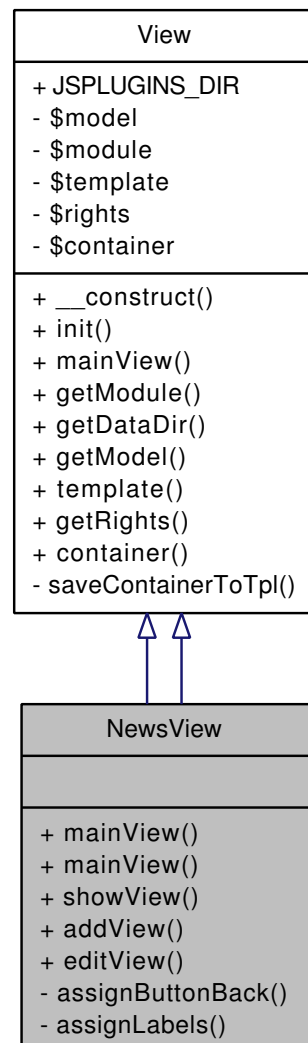 View
+ JSPLUGINS_DIR
- $model
- $module
- $template
- $rights
- $container
+ __construct()
+ init()
+ mainView()
+ getModule()
+ getDataDir()
+ getModel()
+ template()
+ getRights()
+ container()
- saveContainerToTpl()
NewsView
+ mainView()
+ mainView()
+ showView()
+ addView()
+ editView()
- assignButtonBack()
- assignLabels()